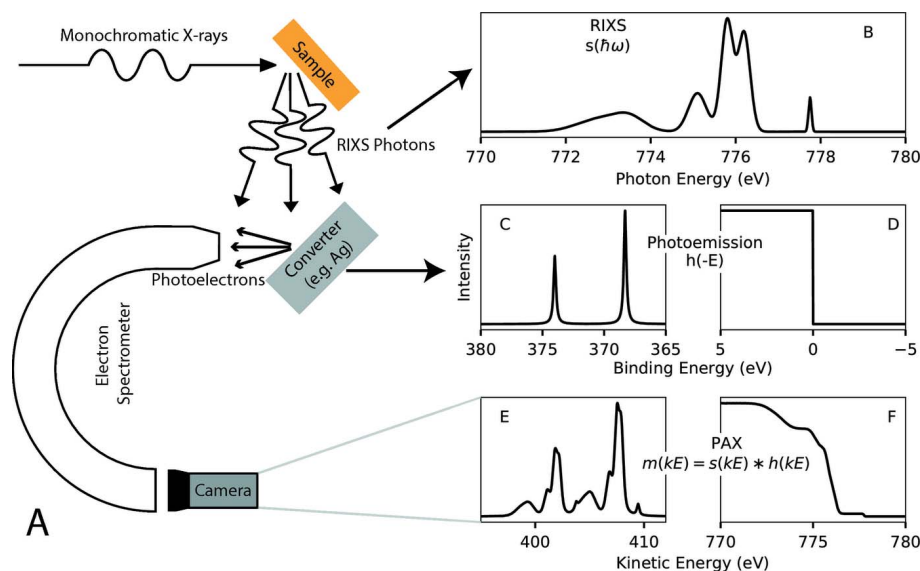 Monochromatic X-rays
Sample
RIXS Photons
Photoelectrons
Converter
(e.g. Ag)
Electron
Spectrometer
Camera
A
RIXS
s(ℏω)
B
770 772 774 776 778 780
Photon Energy (eV)
Intensity
C
Photoemission
h(-E)
D
380 375 370 365 5 0 −5
Binding Energy (eV)
E
PAX
m(kE) = s(kE) ∗ h(kE)
F
400 410 770 775 780
Kinetic Energy (eV)